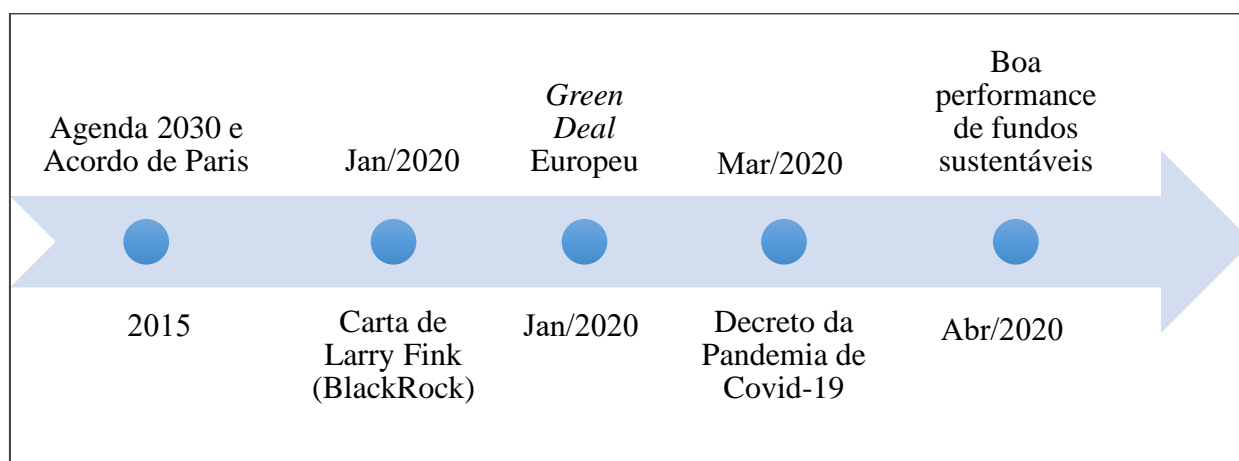 Agenda 2030 e
Acordo de Paris
2015
Jan/2020
Carta de
Larry Fink
(BlackRock)
Green
Deal
Europeu
Jan/2020
Mar/2020
Decreto da
Pandemia de
Covid-19
Boa
performance
de fundos
sustentáveis
Abr/2020